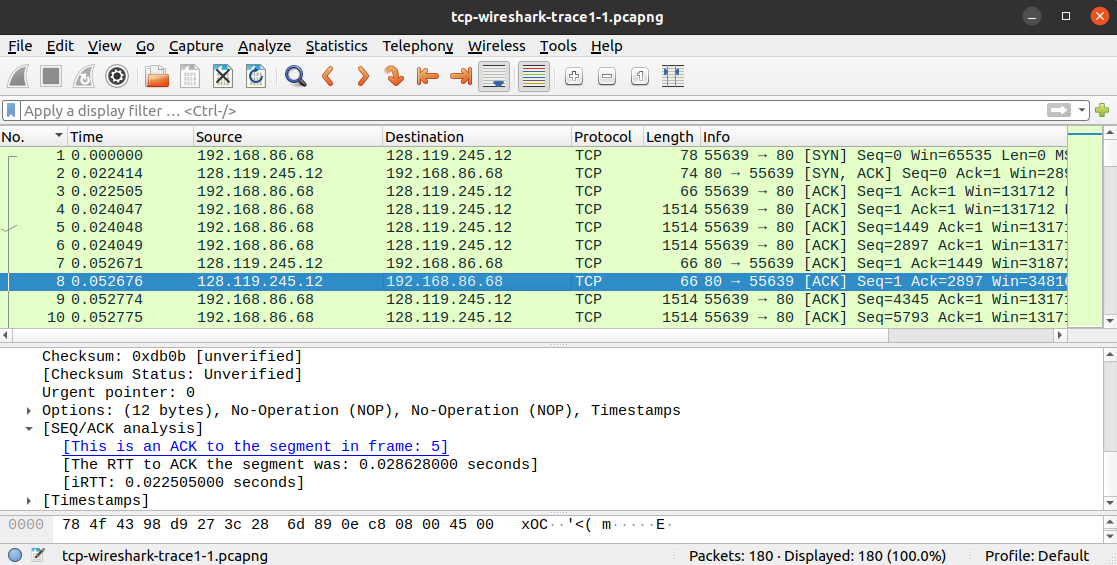 tcp-wireshark-trace1-1.pcapng
File Edit View Go Capture Analyze Statistics Telephony Wireless Tools Help
Apply a display filter … <Ctrl-/>
No. Time Source Destination Protocol Length Info
1 0.000000 192.168.86.68 128.119.245.12 TCP 78 55639 → 80 [SYN] Seq=0 Win=65535 Len=0 MS
2 0.022414 128.119.245.12 192.168.86.68 TCP 74 80 → 55639 [SYN, ACK] Seq=0 Ack=1 Win=289
3 0.022505 192.168.86.68 128.119.245.12 TCP 66 55639 → 80 [ACK] Seq=1 Ack=1 Win=131712
4 0.024047 192.168.86.68 128.119.245.12 TCP 1514 55639 → 80 [ACK] Seq=1 Ack=1 Win=131712
5 0.024048 192.168.86.68 128.119.245.12 TCP 1514 55639 → 80 [ACK] Seq=1449 Ack=1 Win=1317
6 0.024049 192.168.86.68 128.119.245.12 TCP 1514 55639 → 80 [ACK] Seq=2897 Ack=1 Win=1317
7 0.052671 128.119.245.12 192.168.86.68 TCP 66 80 → 55639 [ACK] Seq=1 Ack=1449 Win=31872
8 0.052676 128.119.245.12 192.168.86.68 TCP 66 80 → 55639 [ACK] Seq=1 Ack=2897 Win=34816
9 0.052774 192.168.86.68 128.119.245.12 TCP 1514 55639 → 80 [ACK] Seq=4345 Ack=1 Win=1317
10 0.052775 192.168.86.68 128.119.245.12 TCP 1514 55639 → 80 [ACK] Seq=5793 Ack=1 Win=1317
Checksum: 0xdb0b [unverified]
[Checksum Status: Unverified]
Urgent pointer: 0
Options: (12 bytes), No-Operation (NOP), No-Operation (NOP), Timestamps
[SEQ/ACK analysis]
[This is an ACK to the segment in frame: 5]
[The RTT to ACK the segment was: 0.028628000 seconds]
[iRTT: 0.022505000 seconds]
[Timestamps]
0000 78 4f 43 98 d9 27 3c 28 6d 89 0e c8 08 00 45 00 xOC··'<( m·····E·
tcp-wireshark-trace1-1.pcapng Packets: 180 · Displayed: 180 (100.0%) Profile: Default